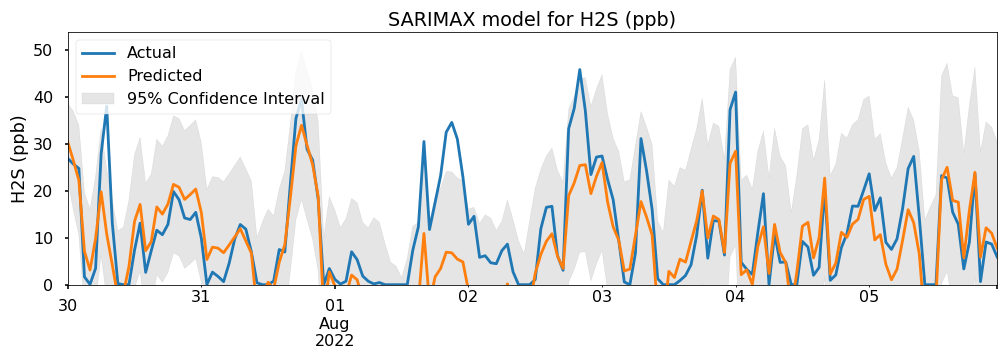 SARIMAX model for H2S (ppb)
Actual
Predicted
95% Confidence Interval
H2S (ppb)
50
40
30
20
10
0
30
31
01
02
03
04
05
Aug
2022